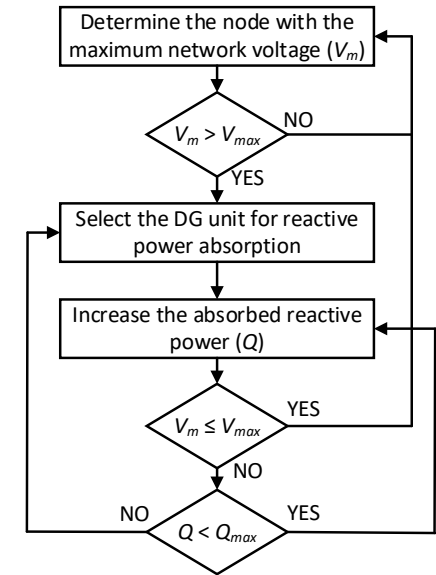 Determine the node with the
maximum network voltage (Vm)
NO
Vm > Vmax
YES
Select the DG unit for reactive
power absorption
Increase the absorbed reactive
power (Q)
YES
Vm ≤ Vmax
NO
NO
YES
Q < Qmax